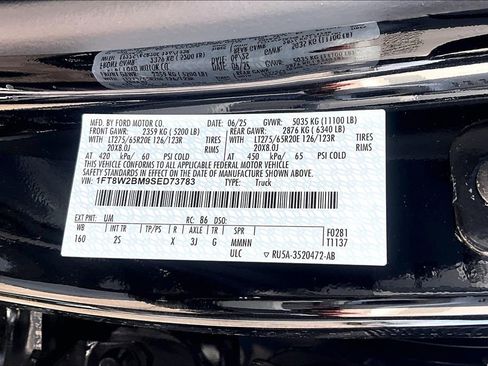 MFD. BY FORD MOTOR CO. 06/25 GVWR: 5035 KG (11100 LB)
FRONT GAWR: 2359 KG ( 5200 LB) REAR GAWR: 2876 KG ( 6340 LB)
WITH LT275/65R20E 126/123R TIRES WITH LT275/65R20E 126/123R TIRES
20X8.0J RIMS 20X8.0J RIMS
AT 420 kPa/ 60 PSI COLD AT 450 kPa/ 65 PSI COLD
THIS VEHICLE CONFORMS TO ALL APPLICABLE FEDERAL MOTOR VEHICLE
SAFETY STANDARDS IN EFFECT ON THE DATE OF MANUFACTURE SHOWN ABOVE.
VIN: 1FT8W2BM9SED73783 TYPE: Truck
EXT PNT: UM RC: 86 DSO:
WB INT TR TP/PS R AXLE TR SPR F0281
160 2S X 3J G MMNN T1137
ULC RU5A-3520472-AB